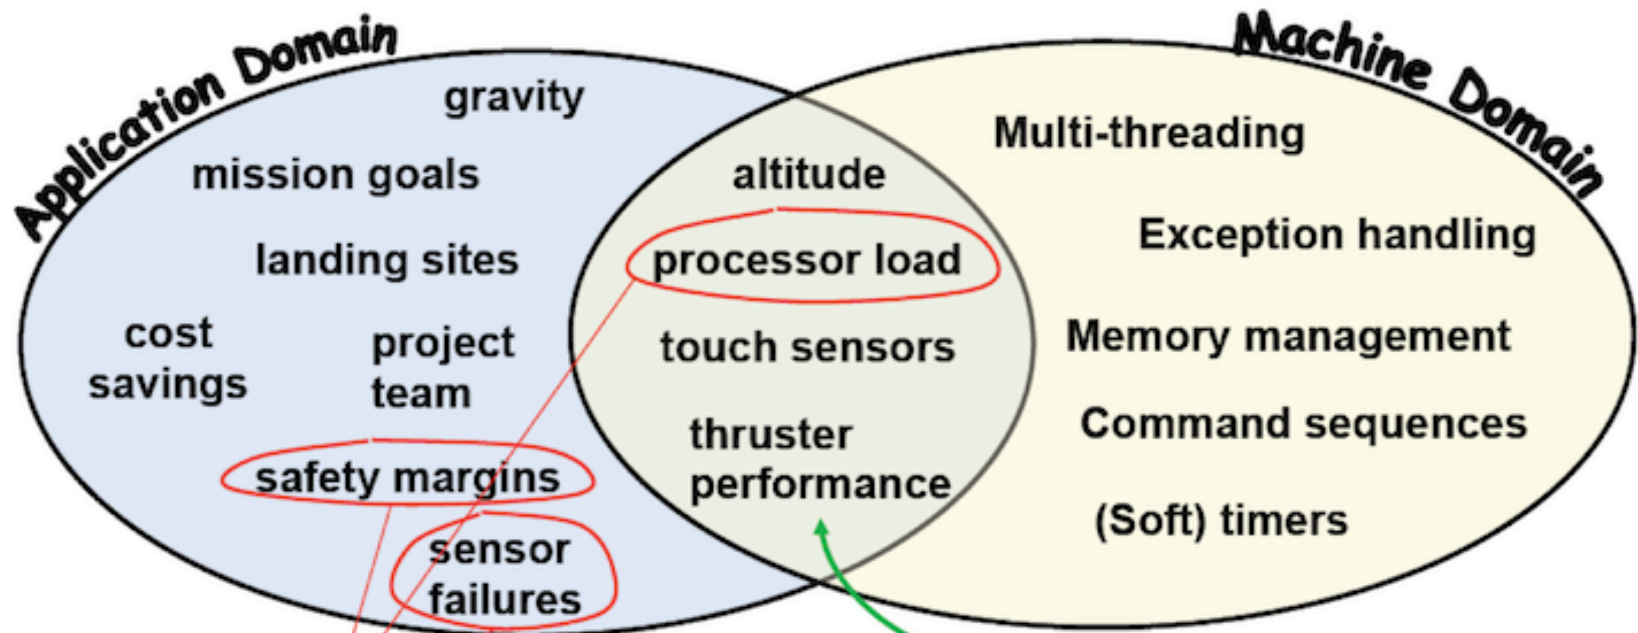 Application Domain
Machine Domain
gravity
mission goals
landing sites
cost
savings
project
team
safety margins
sensor
failures
altitude
processor load
touch sensors
thruster
performance
Multi-threading
Exception handling
Memory management
Command sequences
(Soft) timers